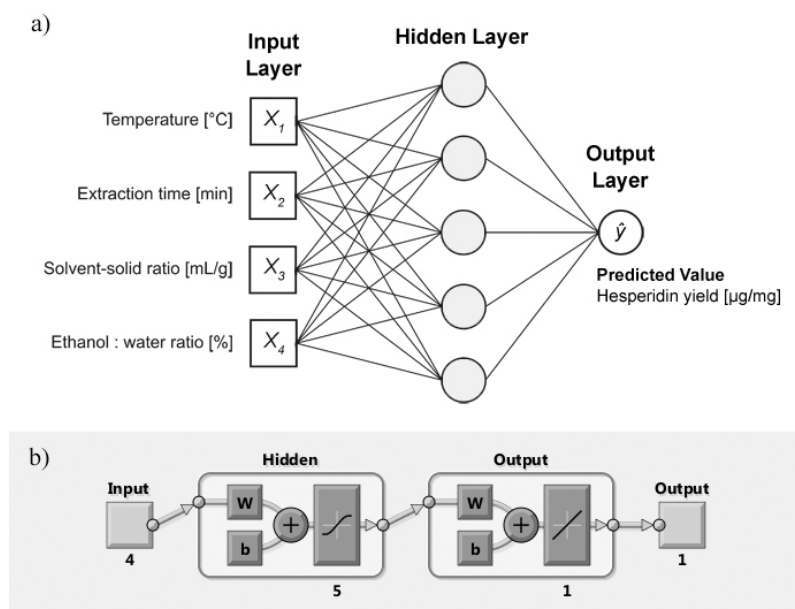 a)
Input
Layer
Hidden Layer
Temperature [°C]
X1
Extraction time [min]
X2
Solvent-solid ratio [mL/g]
X3
Ethanol : water ratio [%]
X4
Output
Layer
ŷ
Predicted Value
Hesperidin yield [µg/mg]
b)
Input
4
Hidden
W
b
+
5
Output
W
b
+
1
Output
1